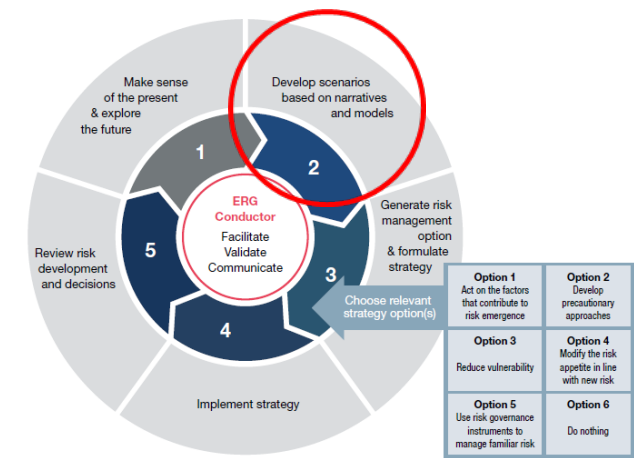 Make sense
of the present
& explore
the future
1
Develop scenarios
based on narratives
and models
2
ERG
Conductor
Facilitate
Validate
Communicate
Generate risk
management
option
& formulate
strategy
3
Choose relevant
strategy option(s)
Option 1
Act on the factors
that contribute to
risk emergence
Option 2
Develop
precautionary
approaches
Option 3
Reduce vulnerability
Option 4
Modify the risk
appetite in line
with new risk
Option 5
Use risk governance
instruments to
manage familiar risk
Option 6
Do nothing
4
Implement strategy
5
Review risk
development
and decisions